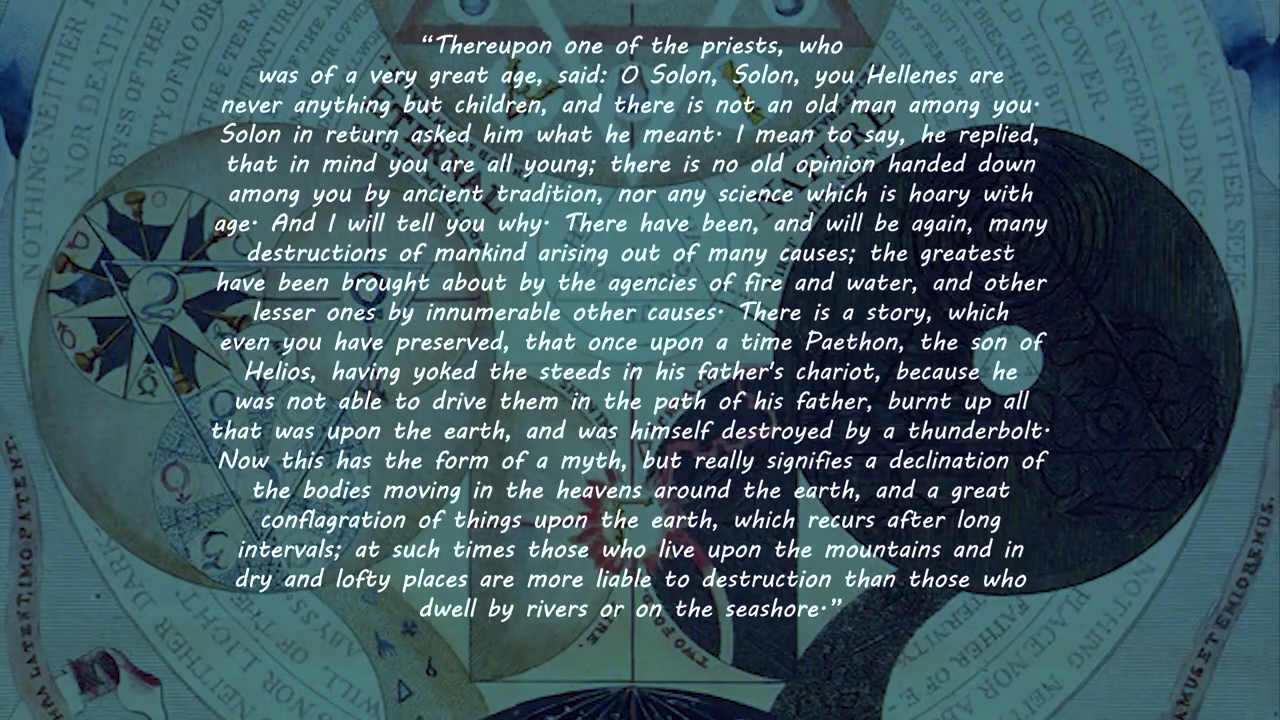 “Thereupon one of the priests, who
was of a very great age, said: O Solon, Solon, you Hellenes are
never anything but children, and there is not an old man among you·
Solon in return asked him what he meant· I mean to say, he replied,
that in mind you are all young; there is no old opinion handed down
among you by ancient tradition, nor any science which is hoary with
age· And I will tell you why· There have been, and will be again, many
destructions of mankind arising out of many causes; the greatest
have been brought about by the agencies of fire and water, and other
lesser ones by innumerable other causes· There is a story, which
even you have preserved, that once upon a time Paethon, the son of
Helios, having yoked the steeds in his father's chariot, because he
was not able to drive them in the path of his father, burnt up all
that was upon the earth, and was himself destroyed by a thunderbolt·
Now this has the form of a myth, but really signifies a declination of
the bodies moving in the heavens around the earth, and a great
conflagration of things upon the earth, which recurs after long
intervals; at such times those who live upon the mountains and in
dry and lofty places are more liable to destruction than those who
dwell by rivers or on the seashore·”